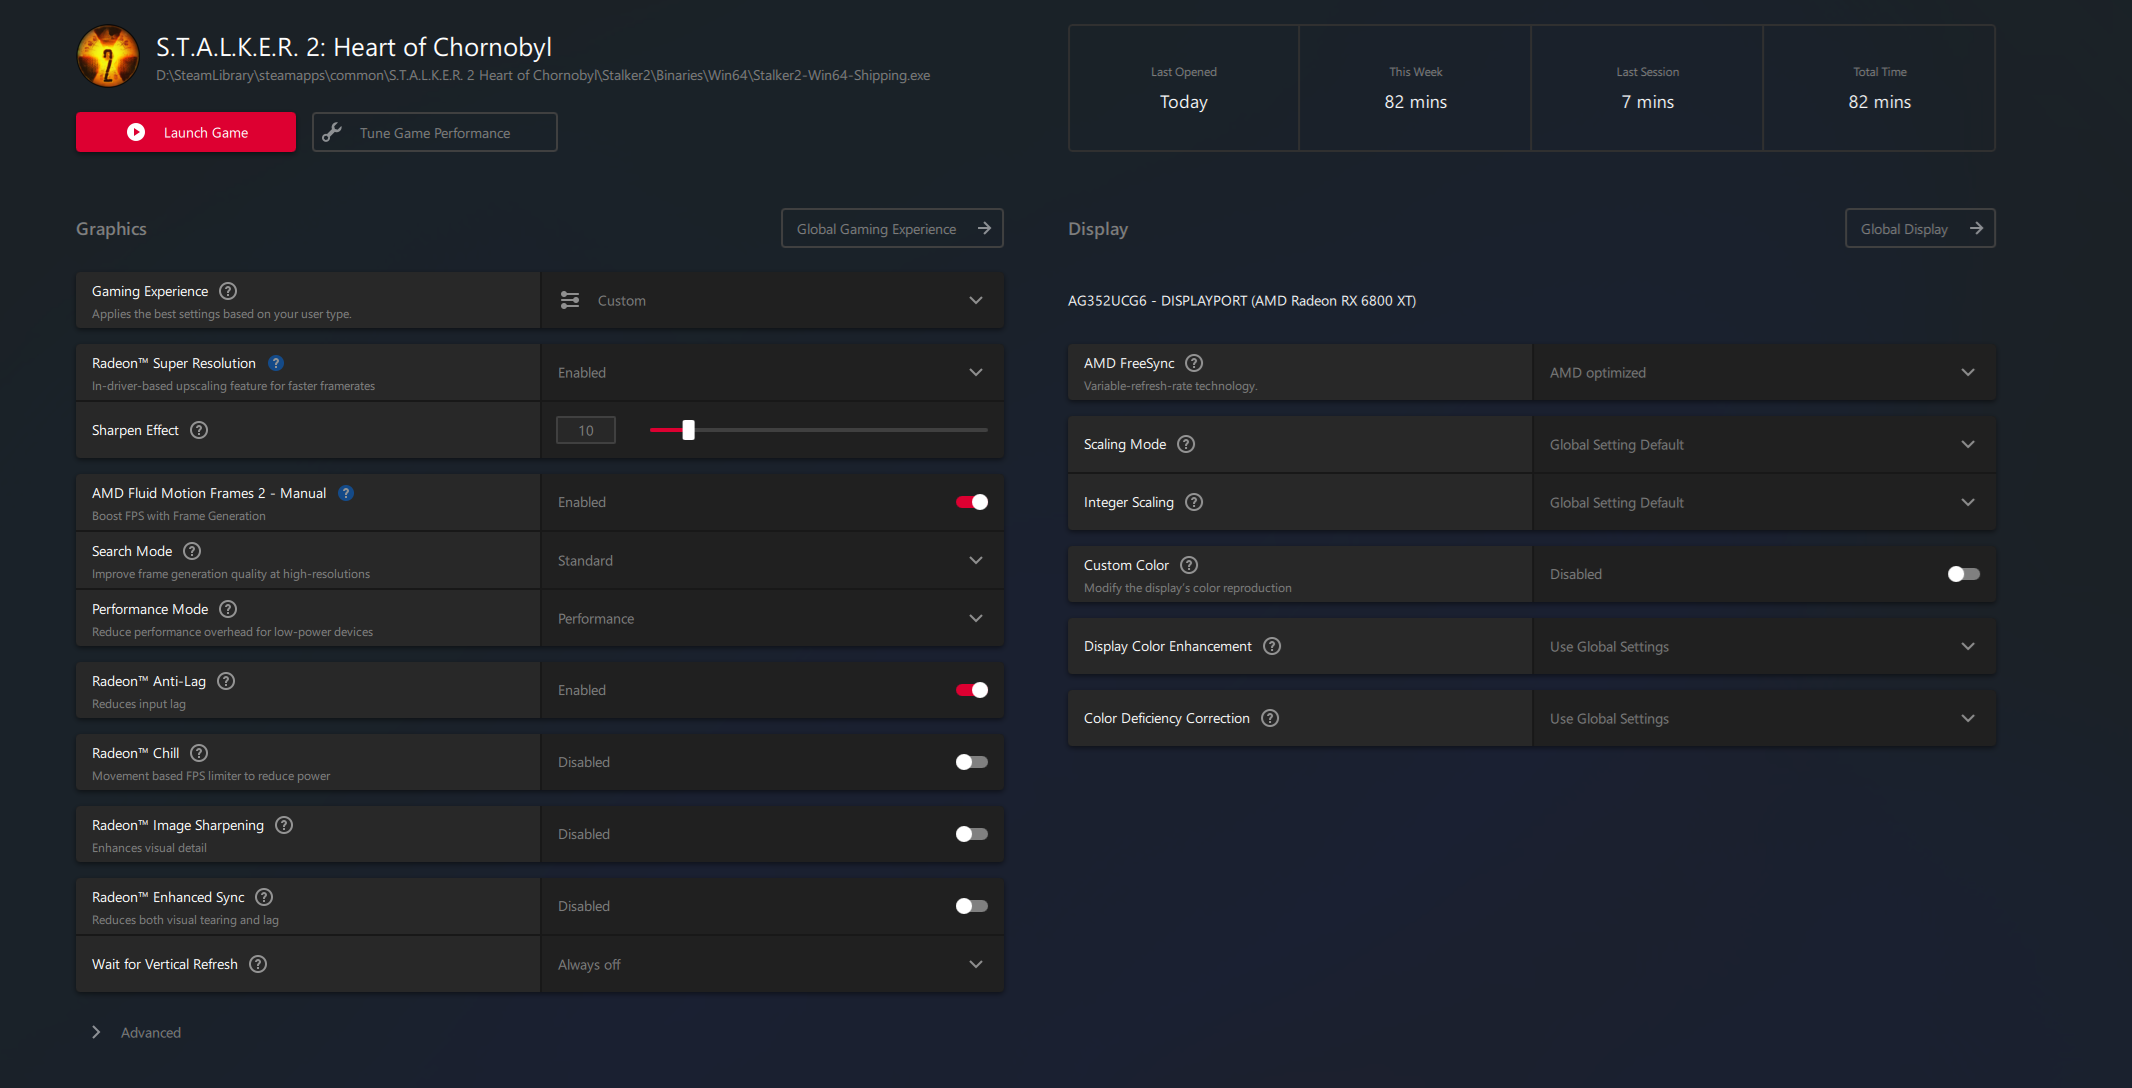 S.T.A.L.K.E.R. 2: Heart of Chornobyl
D:\SteamLibrary\steamapps\common\S.T.A.L.K.E.R. 2 Heart of Chornobyl\Stalker2\Binaries\Win64\Stalker2-Win64-Shipping.exe
Launch Game
Tune Game Performance
Last Opened
Today
This Week
82 mins
Last Session
7 mins
Total Time
82 mins
Graphics
Global Gaming Experience
Gaming Experience
Applies the best settings based on your user type.
Custom
Radeon™ Super Resolution
In-driver-based upscaling feature for faster framerates
Enabled
Sharpen Effect
10
AMD Fluid Motion Frames 2 - Manual
Boost FPS with Frame Generation
Enabled
Search Mode
Improve frame generation quality at high-resolutions
Standard
Performance Mode
Reduce performance overhead for low-power devices
Performance
Radeon™ Anti-Lag
Reduces input lag
Enabled
Radeon™ Chill
Movement based FPS limiter to reduce power
Disabled
Radeon™ Image Sharpening
Enhances visual detail
Disabled
Radeon™ Enhanced Sync
Reduces both visual tearing and lag
Disabled
Wait for Vertical Refresh
Always off
Advanced
Display
Global Display
AG352UCG6 - DISPLAYPORT (AMD Radeon RX 6800 XT)
AMD FreeSync
Variable-refresh-rate technology.
AMD optimized
Scaling Mode
Global Setting Default
Integer Scaling
Global Setting Default
Custom Color
Modify the display's color reproduction
Disabled
Display Color Enhancement
Use Global Settings
Color Deficiency Correction
Use Global Settings